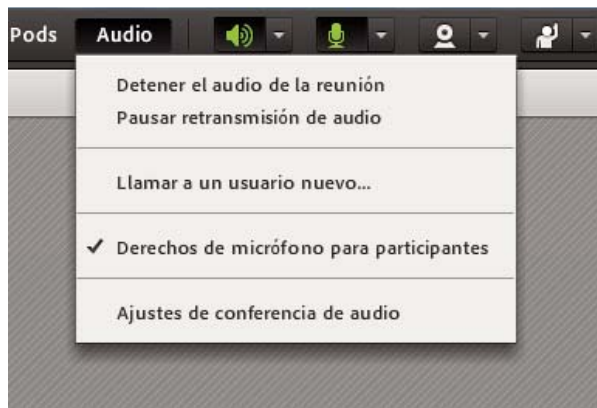 Pods Audio
Detener el audio de la reunión
Pausar retransmisión de audio
Llamar a un usuario nuevo...
Derechos de micrófono para participantes
Ajustes de conferencia de audio